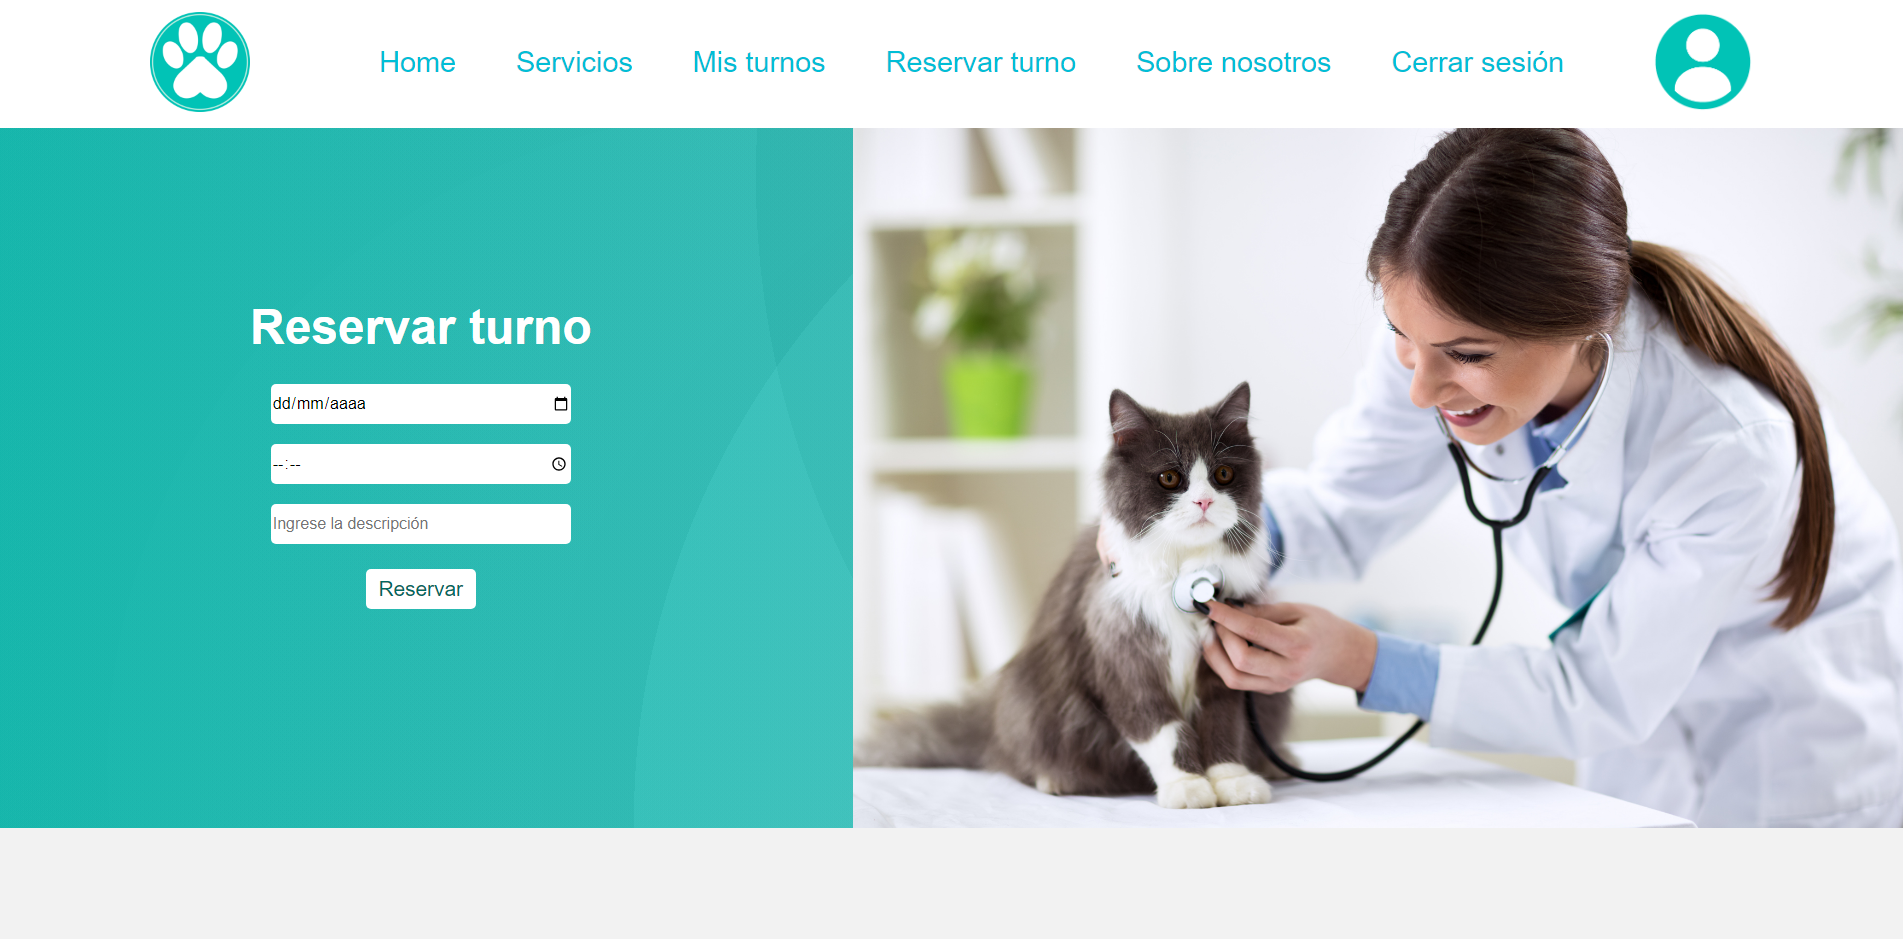 Home
Servicios
Mis turnos
Reservar turno
Sobre nosotros
Cerrar sesión
Reservar turno
dd/mm/aaaa
--:--
Ingrese la descripción
Reservar